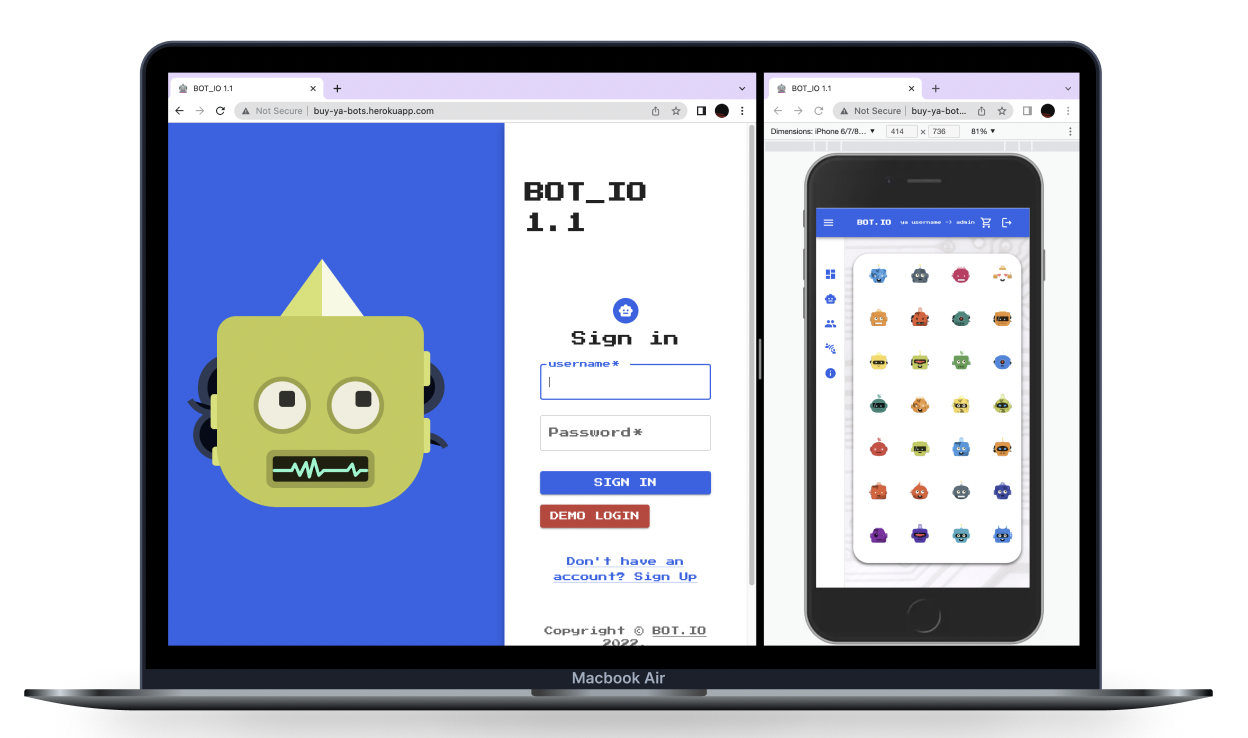 BOT_IO 1.1
Not Secure
buy-ya-bots.herokuapp.com
BOT_IO
1.1
Sign in
username*
Password*
SIGN IN
DEMO LOGIN
Don't have an
account? Sign Up
Copyright © BOT.IO
2022.
BOT_IO 1.1
Not Secure
buy-ya-bot...
Dimensions: iPhone 6/7/8... ▼ 414 × 736 81% ▼
BOT.IO ya username -> admin
Macbook Air